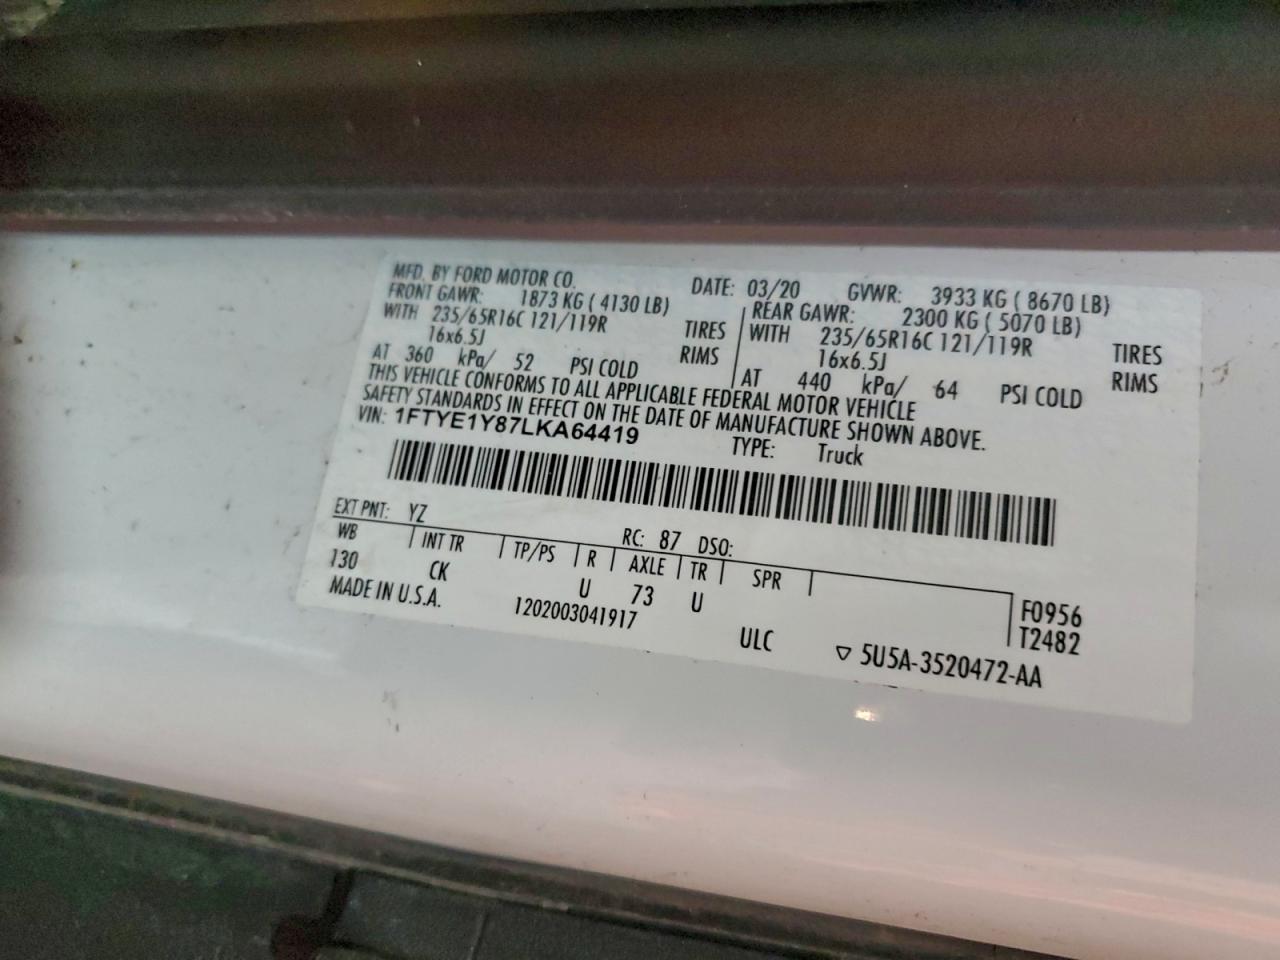 MFD. BY FORD MOTOR CO. DATE: 03/20 GVWR: 3933 KG ( 8670 LB)
FRONT GAWR: 1873 KG ( 4130 LB) REAR GAWR: 2300 KG ( 5070 LB)
WITH 235/65R16C 121/119R TIRES WITH 235/65R16C 121/119R TIRES
16x6.5J RIMS 16x6.5J RIMS
AT 360 kPa/ 52 PSI COLD AT 440 kPa/ 64 PSI COLD
THIS VEHICLE CONFORMS TO ALL APPLICABLE FEDERAL MOTOR VEHICLE
SAFETY STANDARDS IN EFFECT ON THE DATE OF MANUFACTURE SHOWN ABOVE.
VIN: 1FTYE1Y87LKA64419 TYPE: Truck
EXT PNT: YZ RC: 87 DSO:
WB INT TR TP/PS R AXLE TR SPR
130 CK U 73 U F0956
MADE IN U.S.A. 1202003041917 T2482
ULC ▽ 5U5A-3520472-AA